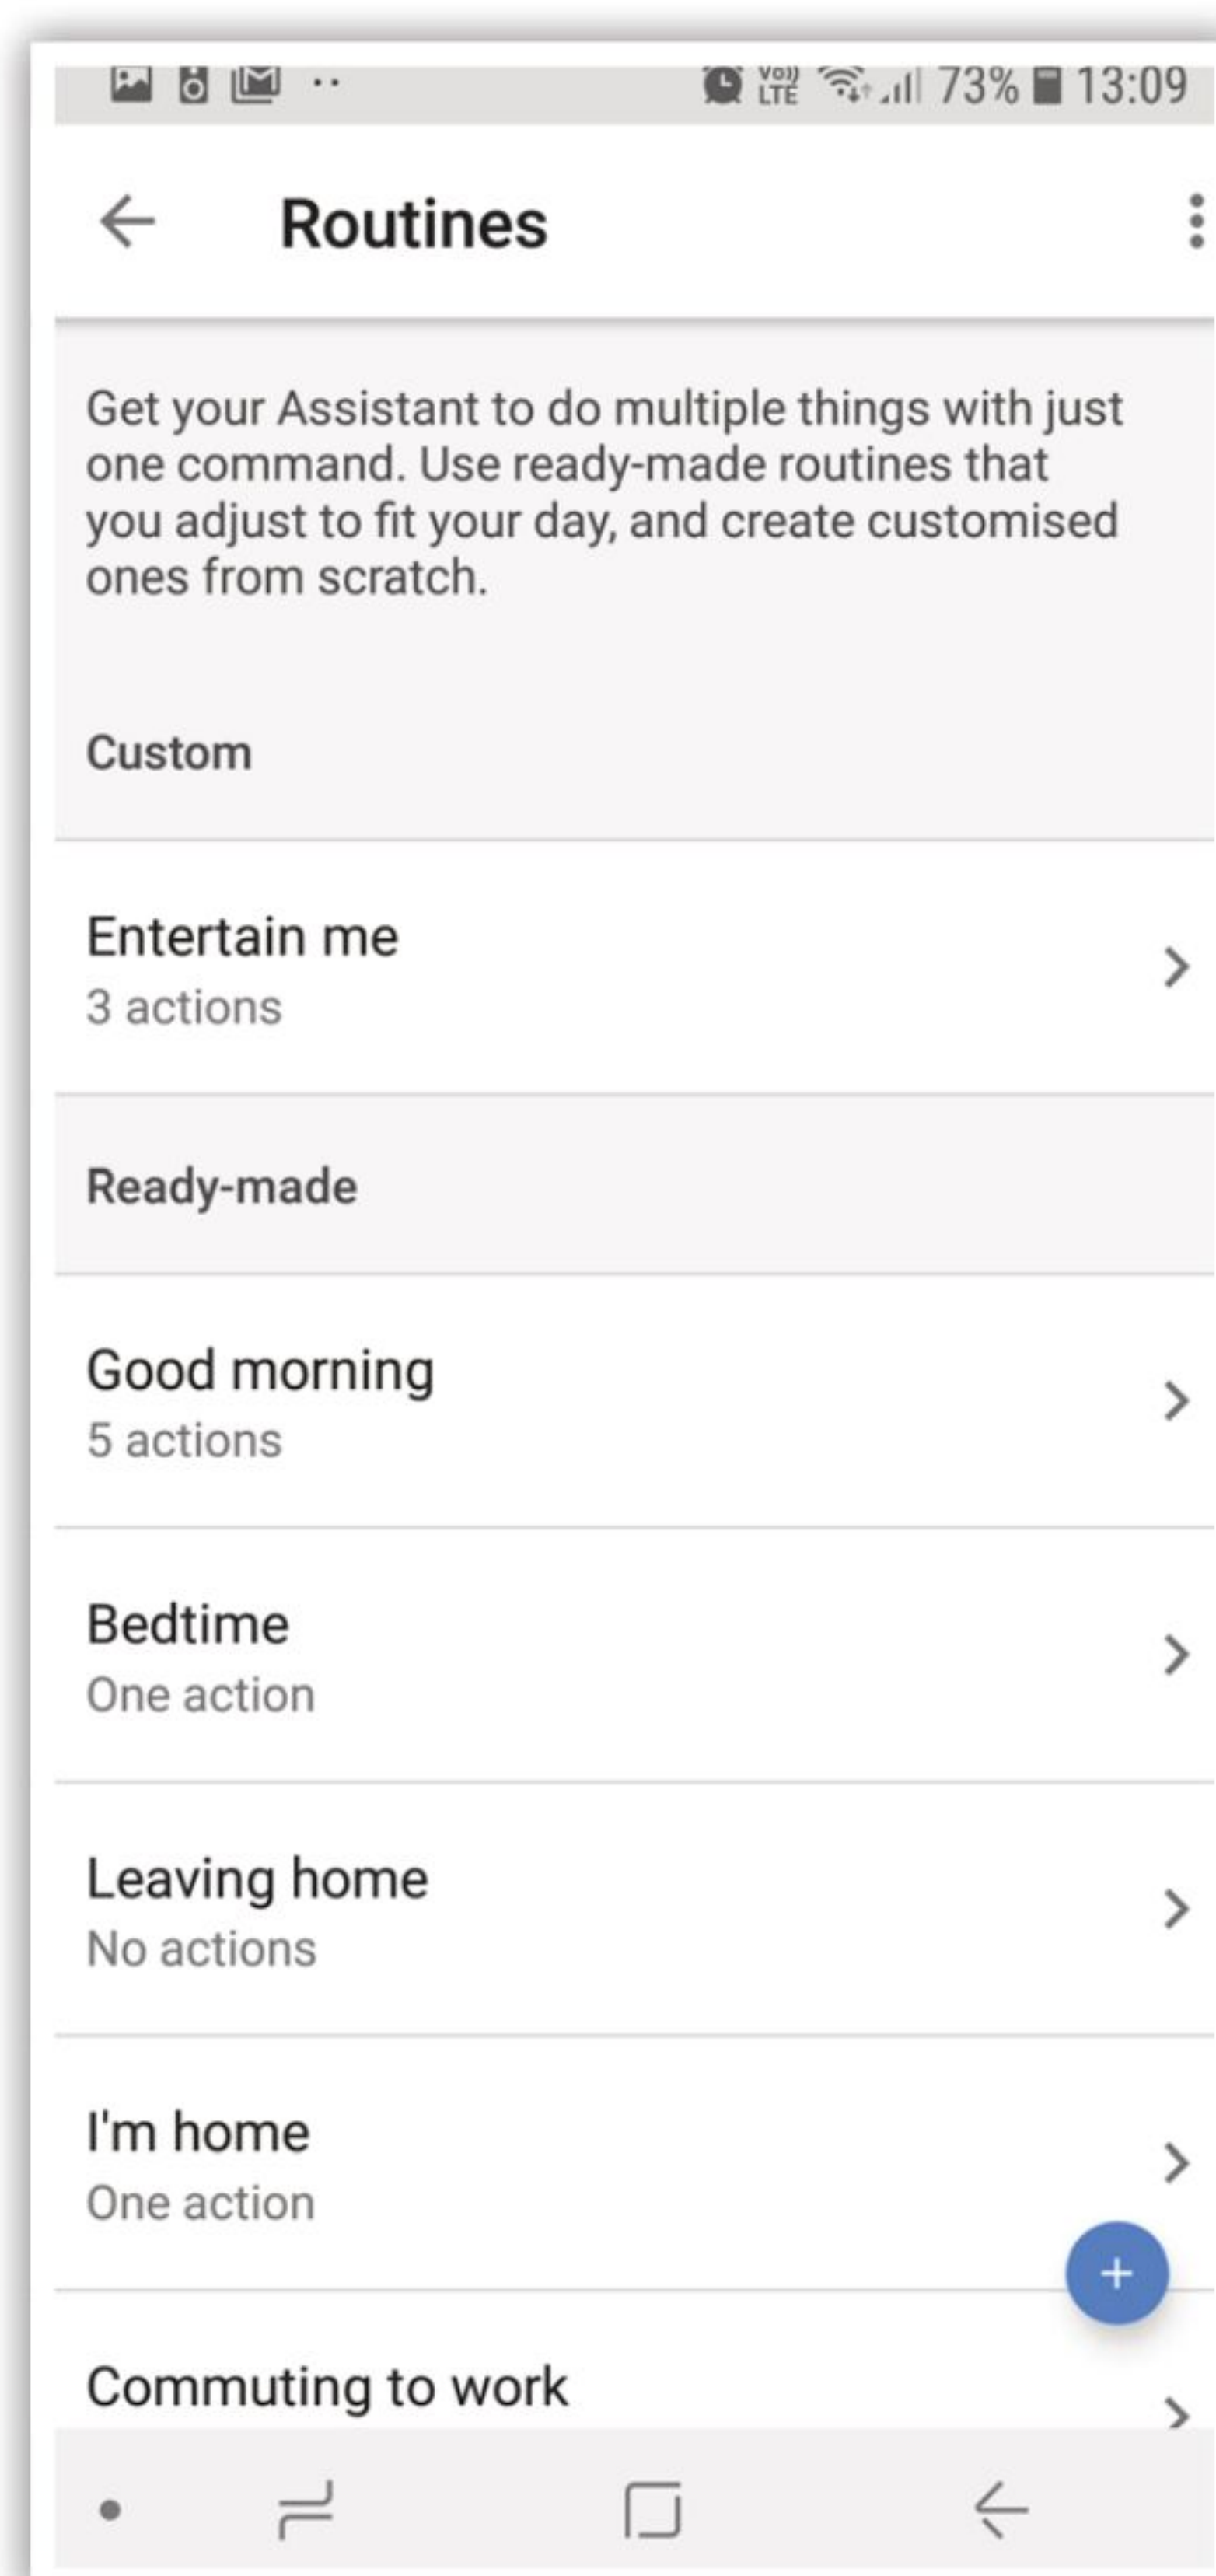 Vo)) LTE 73% 13:09
Routines
Get your Assistant to do multiple things with just
one command. Use ready-made routines that
you adjust to fit your day, and create customised
ones from scratch.
Custom
Entertain me
3 actions
Ready-made
Good morning
5 actions
Bedtime
One action
Leaving home
No actions
I'm home
One action
Commuting to work